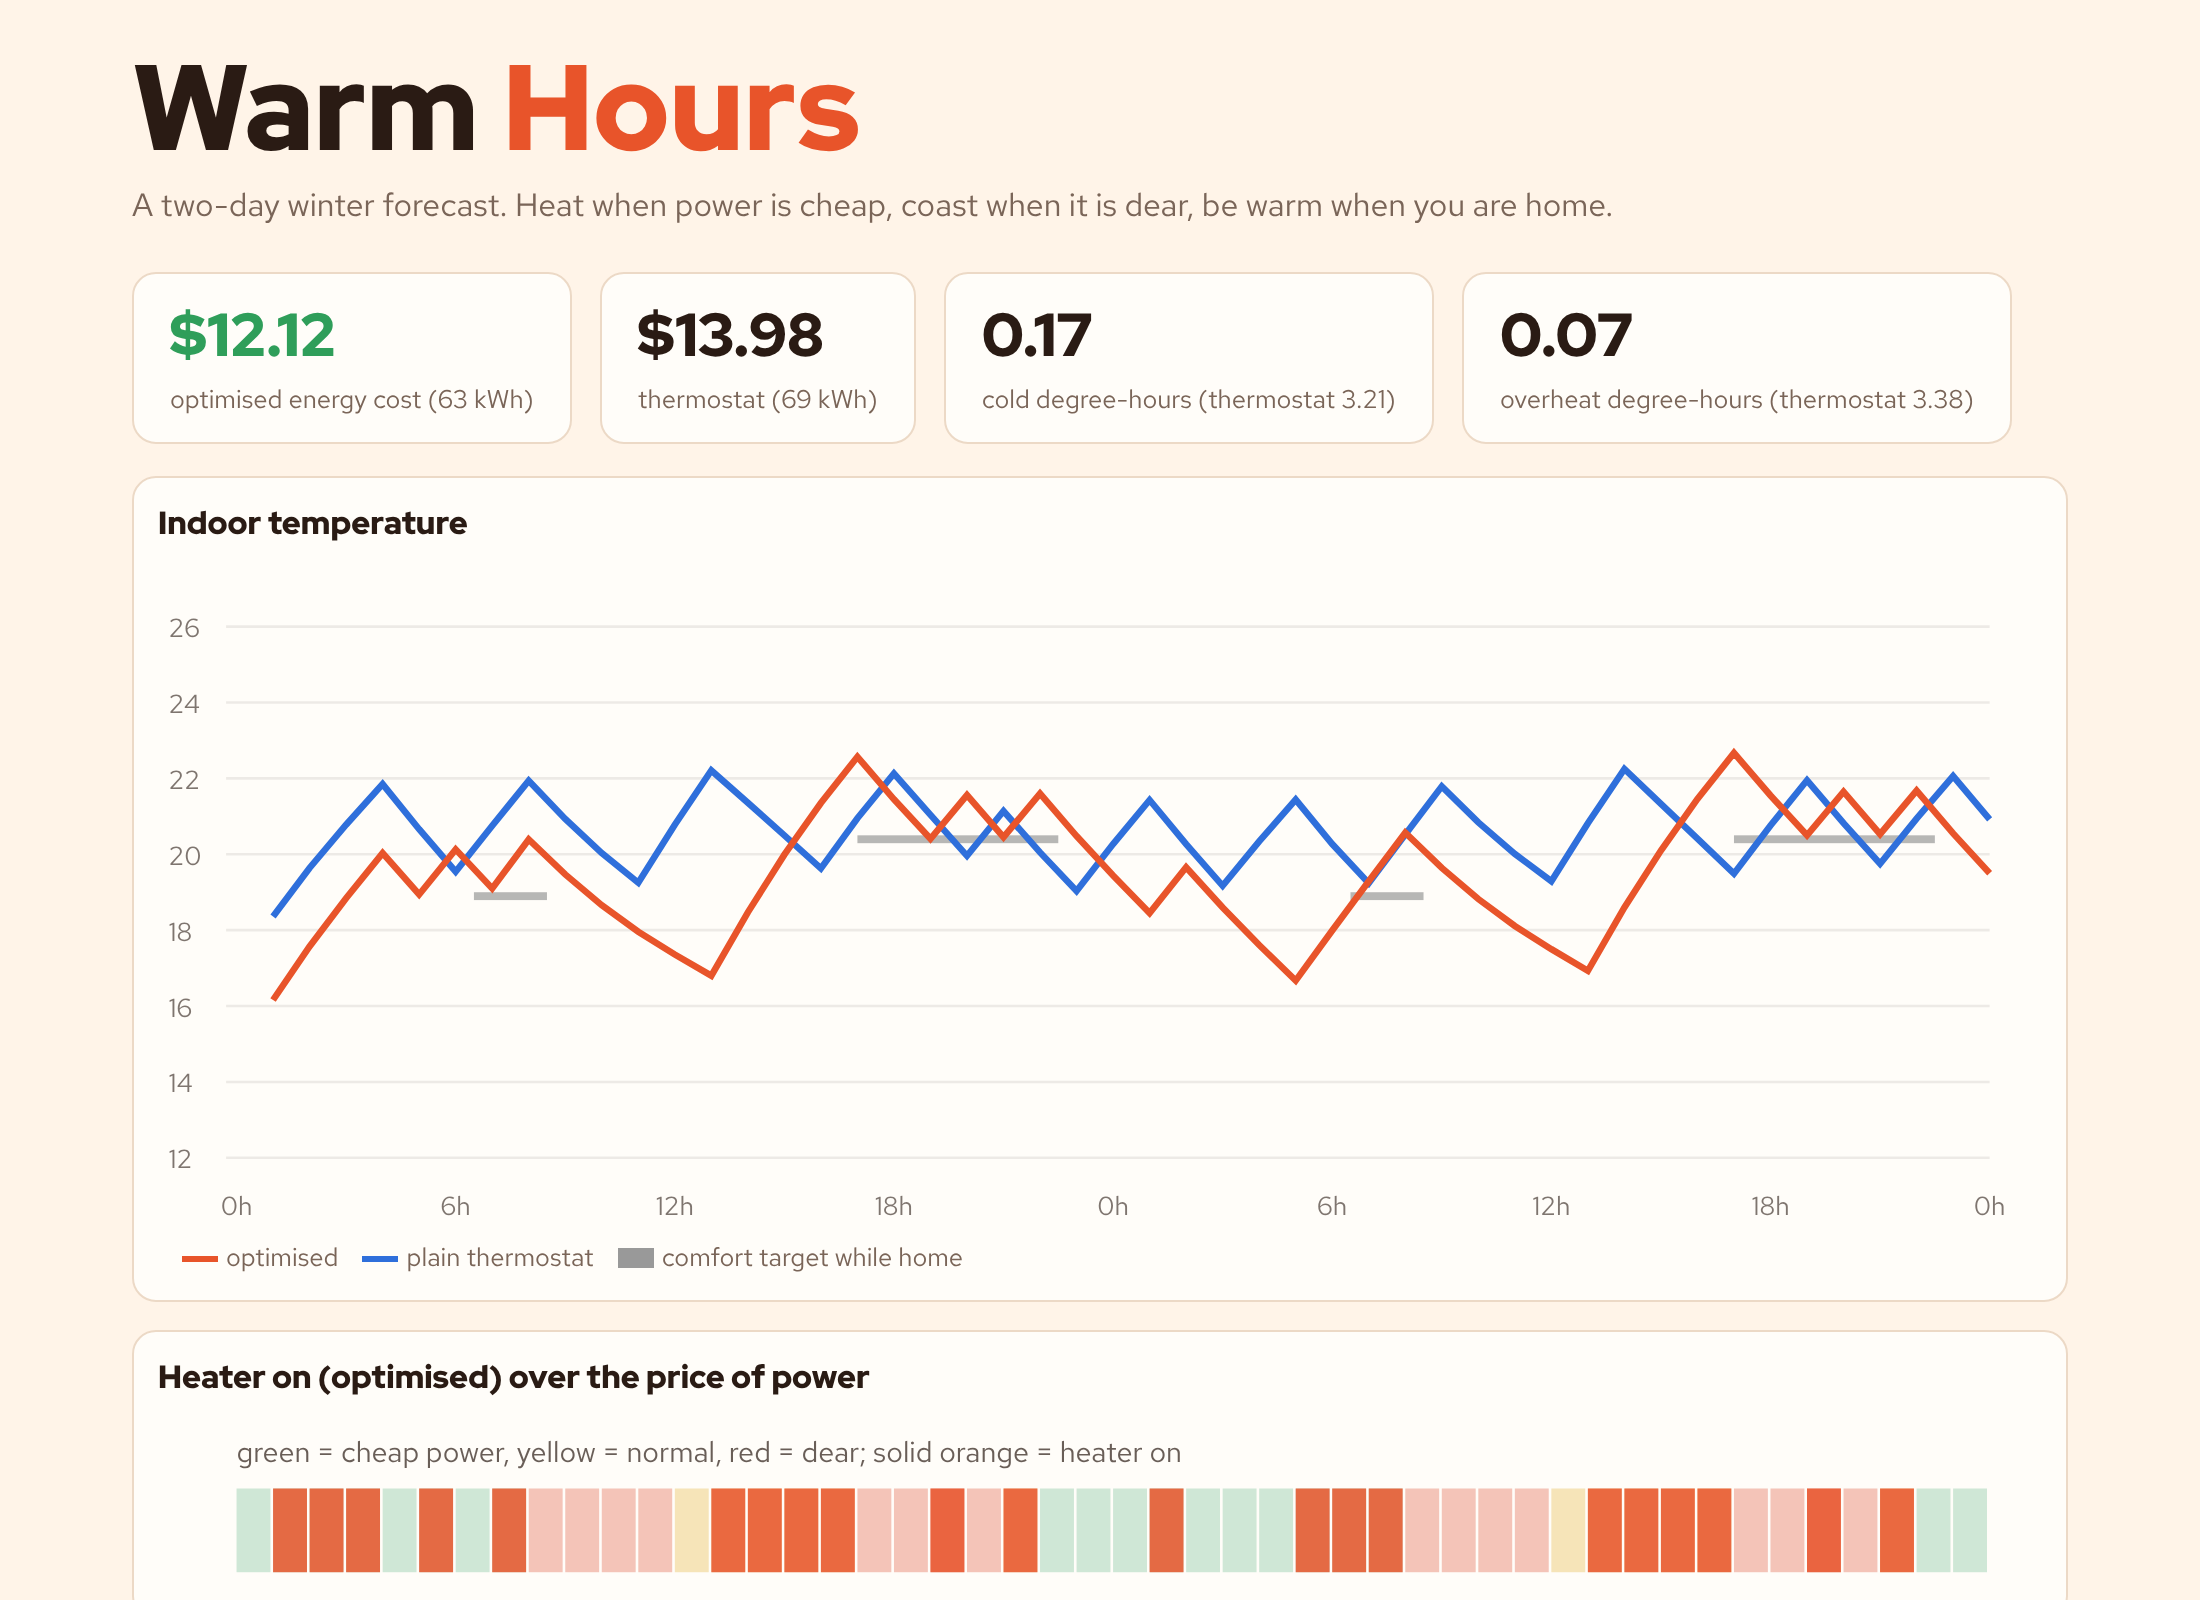 Warm Hours
A two-day winter forecast. Heat when power is cheap, coast when it is dear, be warm when you are home.
$12.12
optimised energy cost (63 kWh)
$13.98
thermostat (69 kWh)
0.17
cold degree-hours (thermostat 3.21)
0.07
overheat degree-hours (thermostat 3.38)
Indoor temperature
26
24
22
20
18
16
14
12
0h 6h 12h 18h 0h 6h 12h 18h 0h
optimised plain thermostat comfort target while home
Heater on (optimised) over the price of power
green = cheap power, yellow = normal, red = dear; solid orange = heater on